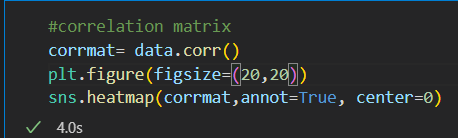 #correlation matrix
corrmat= data.corr()
plt.figure(figsize=(20,20))
sns.heatmap(corrmat,annot=True, center=0)
4.0s